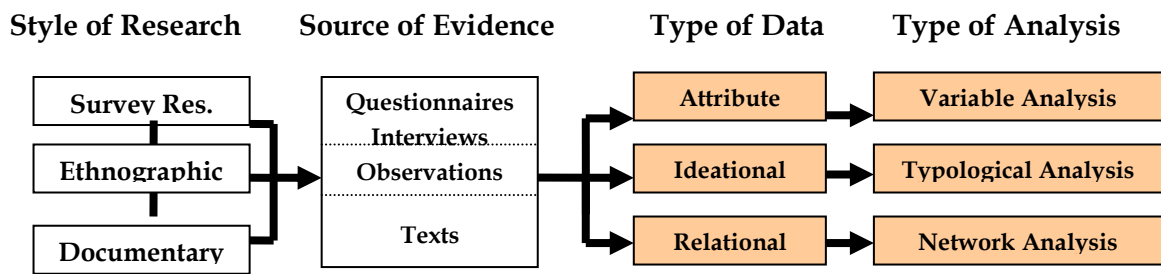 Style of Research
Source of Evidence
Type of Data
Type of Analysis
Survey Res.
Ethnographic
Documentary
Questionnaires
Interviews
Observations
Texts
Attribute
Ideational
Relational
Variable Analysis
Typological Analysis
Network Analysis